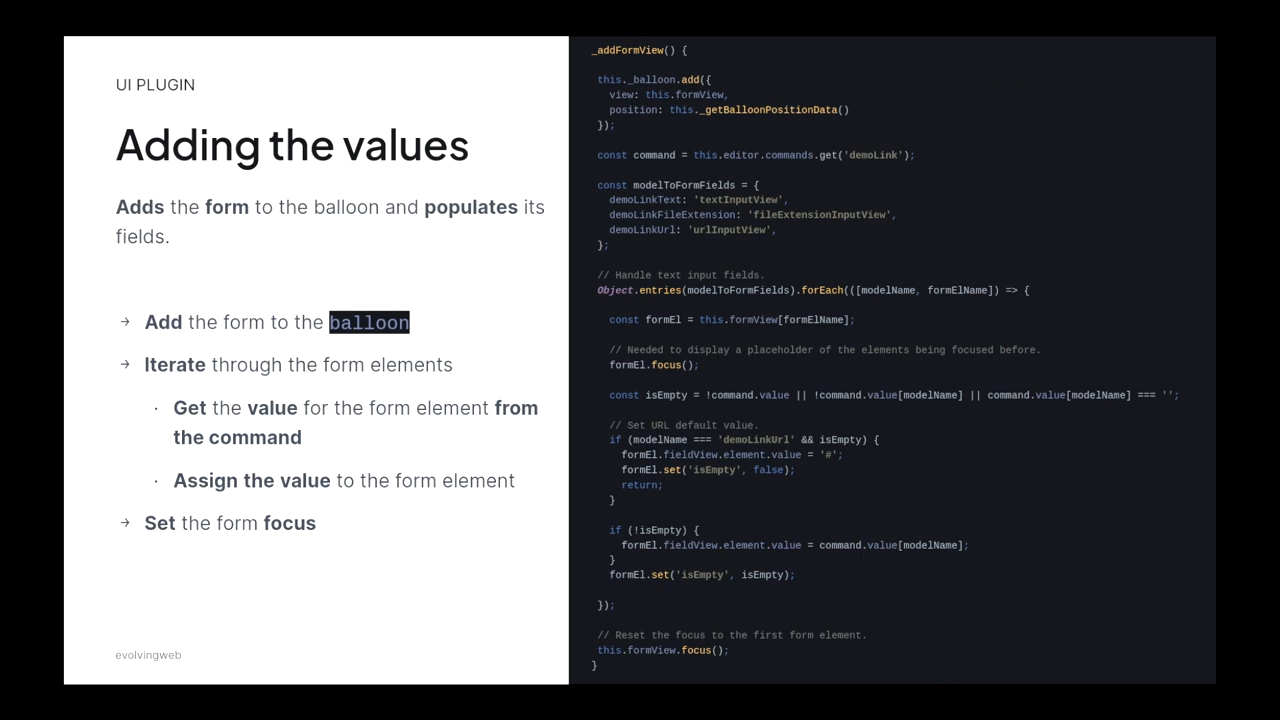 UI PLUGIN
Adding the values
Adds the form to the balloon and populates its
fields.
→ Add the form to the balloon
→ Iterate through the form elements
· Get the value for the form element from
the command
· Assign the value to the form element
→ Set the form focus
evolvingweb
_addFormView() {
this._balloon.add({
view: this.formView,
position: this._getBalloonPositionData()
});
const command = this.editor.commands.get('demoLink');
const modelToFormFields = {
demoLinkText: 'textInputView',
demoLinkFileExtension: 'fileExtensionInputView',
demoLinkUrl: 'urlInputView',
};
// Handle text input fields.
Object.entries(modelToFormFields).forEach(([modelName, formElName]) => {
const formEl = this.formView[formElName];
// Needed to display a placeholder of the elements being focused before.
formEl.focus();
const isEmpty = !command.value || !command.value[modelName] || command.value[modelName] === '';
// Set URL default value.
if (modelName === 'demoLinkUrl' && isEmpty) {
formEl.fieldView.element.value = '#';
formEl.set('isEmpty', false);
return;
}
if (!isEmpty) {
formEl.fieldView.element.value = command.value[modelName];
}
formEl.set('isEmpty', isEmpty);
});
// Reset the focus to the first form element.
this.formView.focus();
}